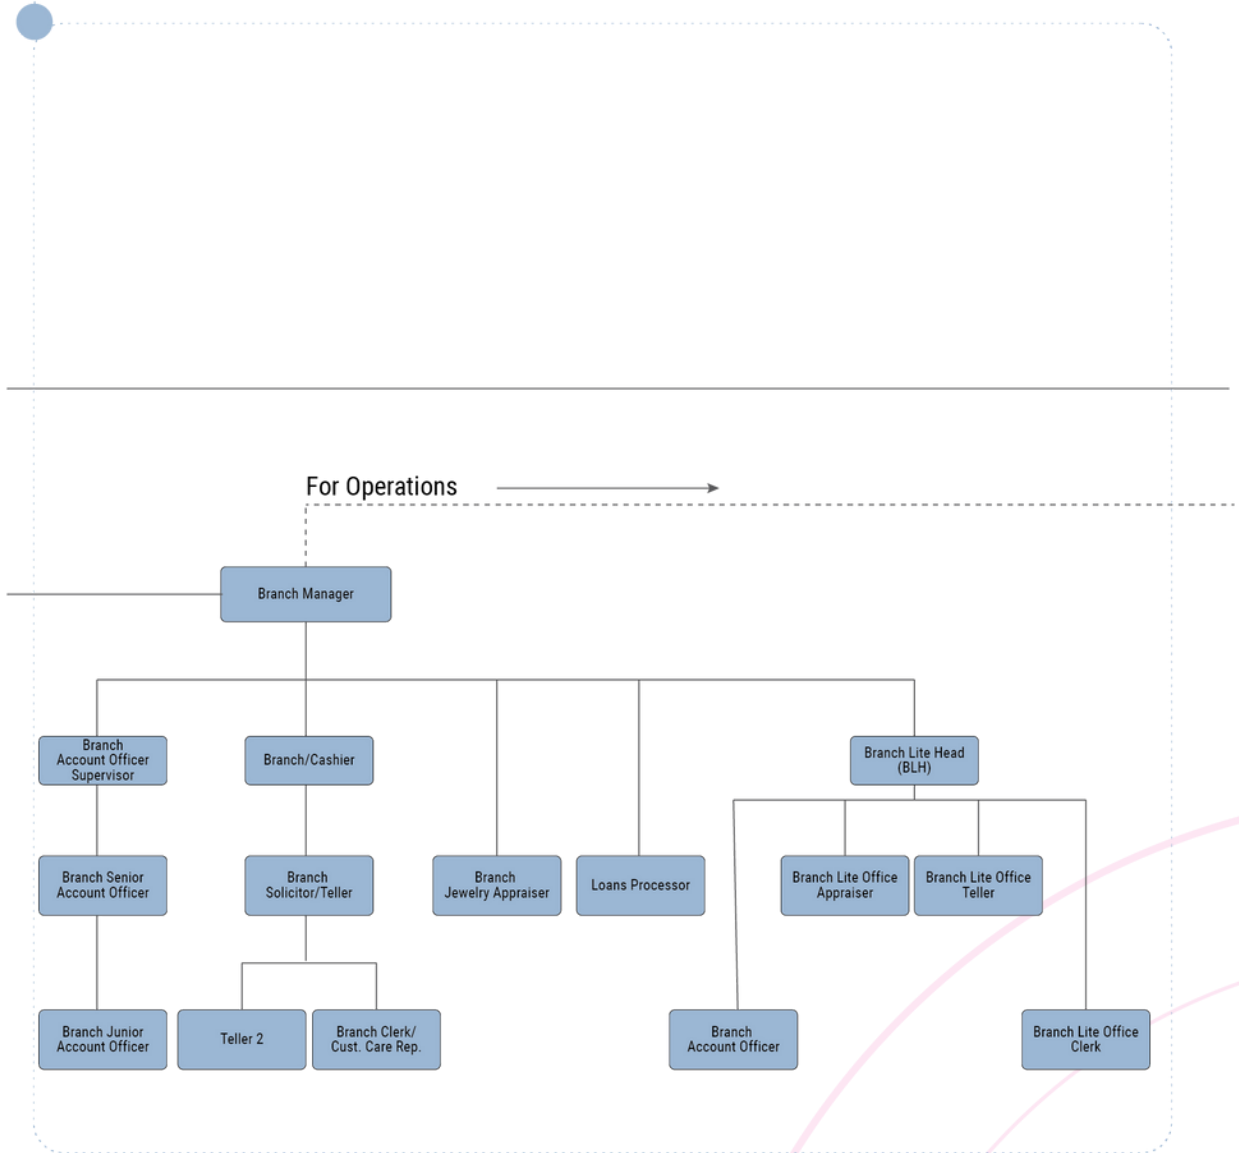 For Operations
Branch Manager
Branch
Account Officer
Supervisor
Branch/Cashier
Branch Lite Head
(BLH)
Branch Senior
Account Officer
Branch
Solicitor/Teller
Branch
Jewelry Appraiser
Loans Processor
Branch Lite Office
Appraiser
Branch Lite Office
Teller
Branch Junior
Account Officer
Teller 2
Branch Clerk/
Cust. Care Rep.
Branch
Account Officer
Branch Lite Office
Clerk